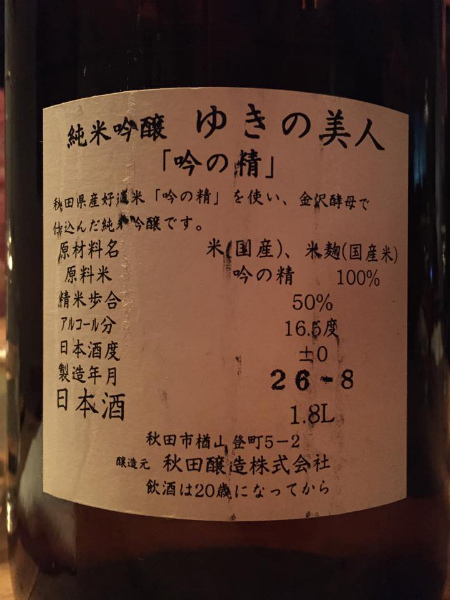 純米吟醸 ゆきの美人
「吟の精」
秋田県産好適米「吟の精」を使い、金沢酵母で
仕込んだ純米吟醸です。
原材料名 米(国産)、米麹(国産米)
原料米 吟の精 100%
精米歩合 50%
アルコール分 16.5度
日本酒度 ±0
製造年月 26-8
日本酒 1.8L
秋田市楢山登町5-2
醸造元 秋田醸造株式会社
飲酒は20歳になってから